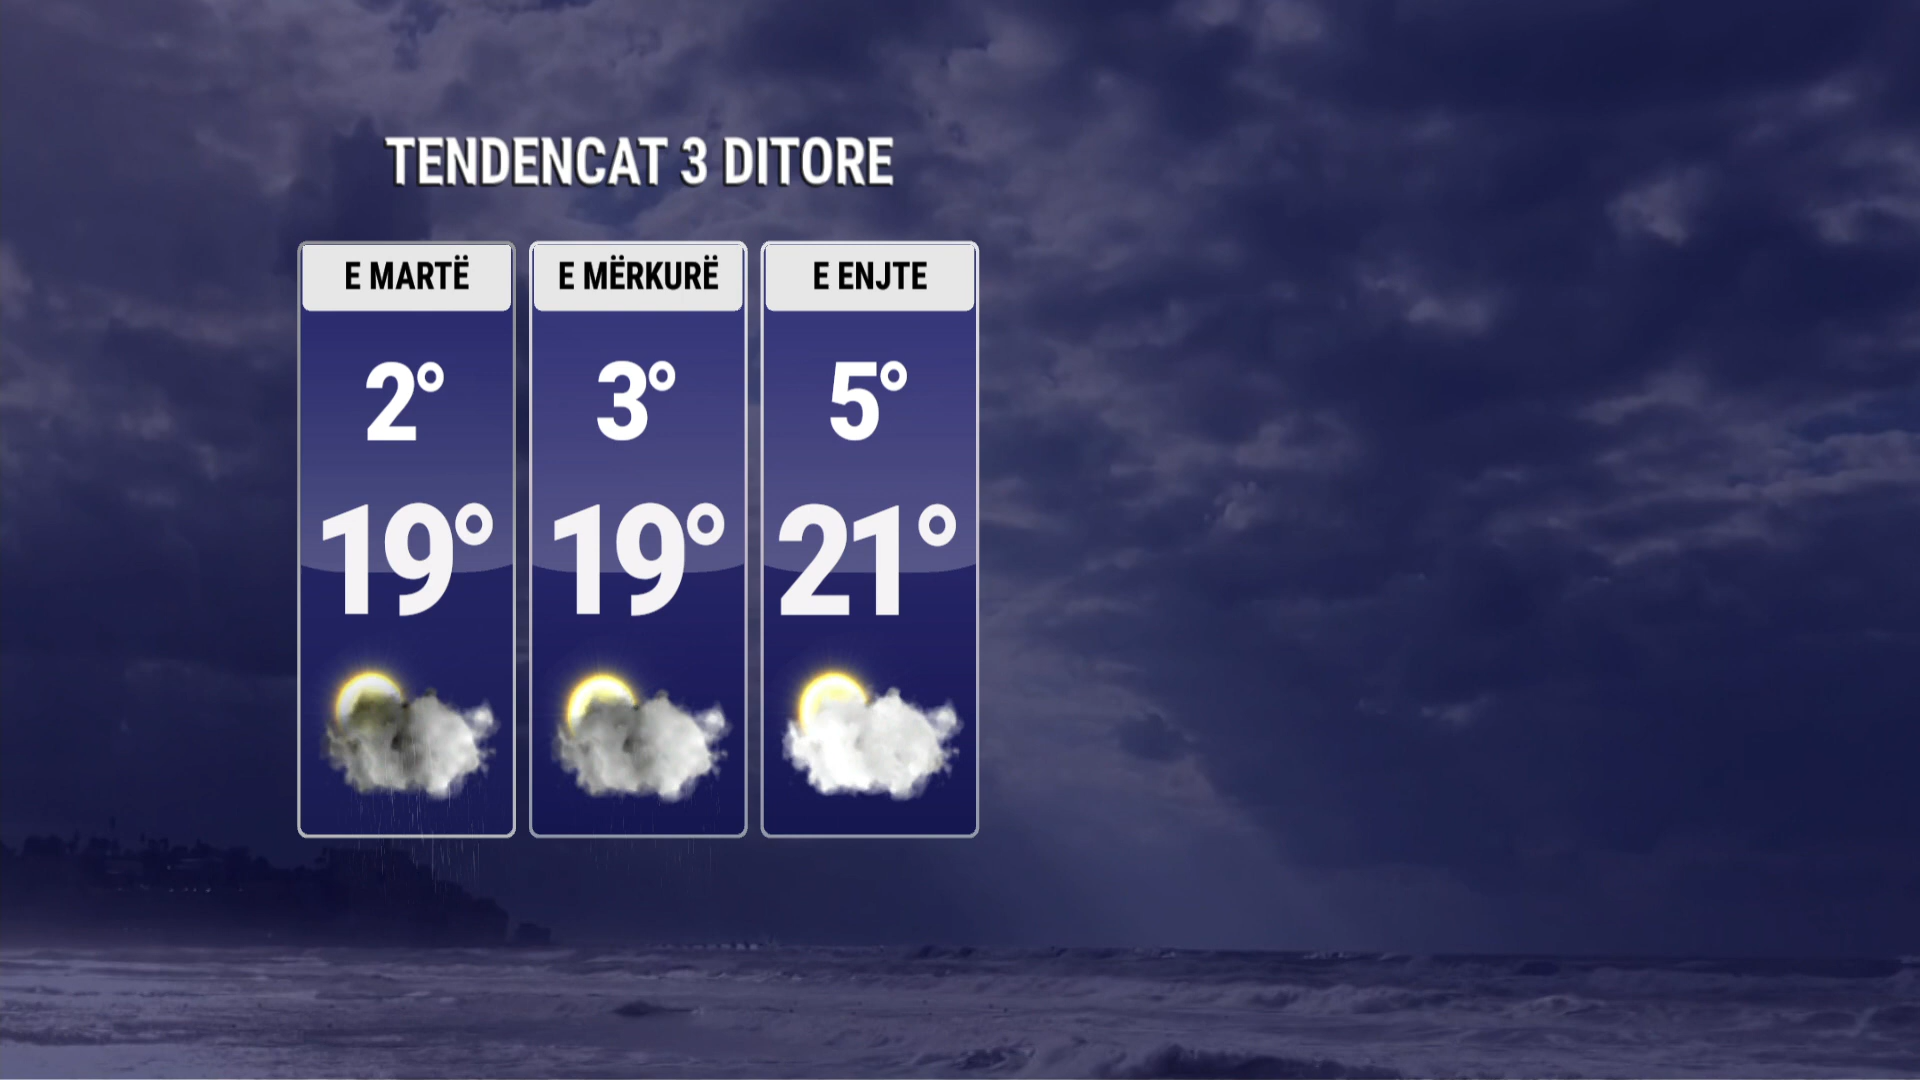 TENDENCAT 3 DITORE
E MARTË
2°
19°
E MËRKURË
3°
19°
E ENJTE
5°
21°